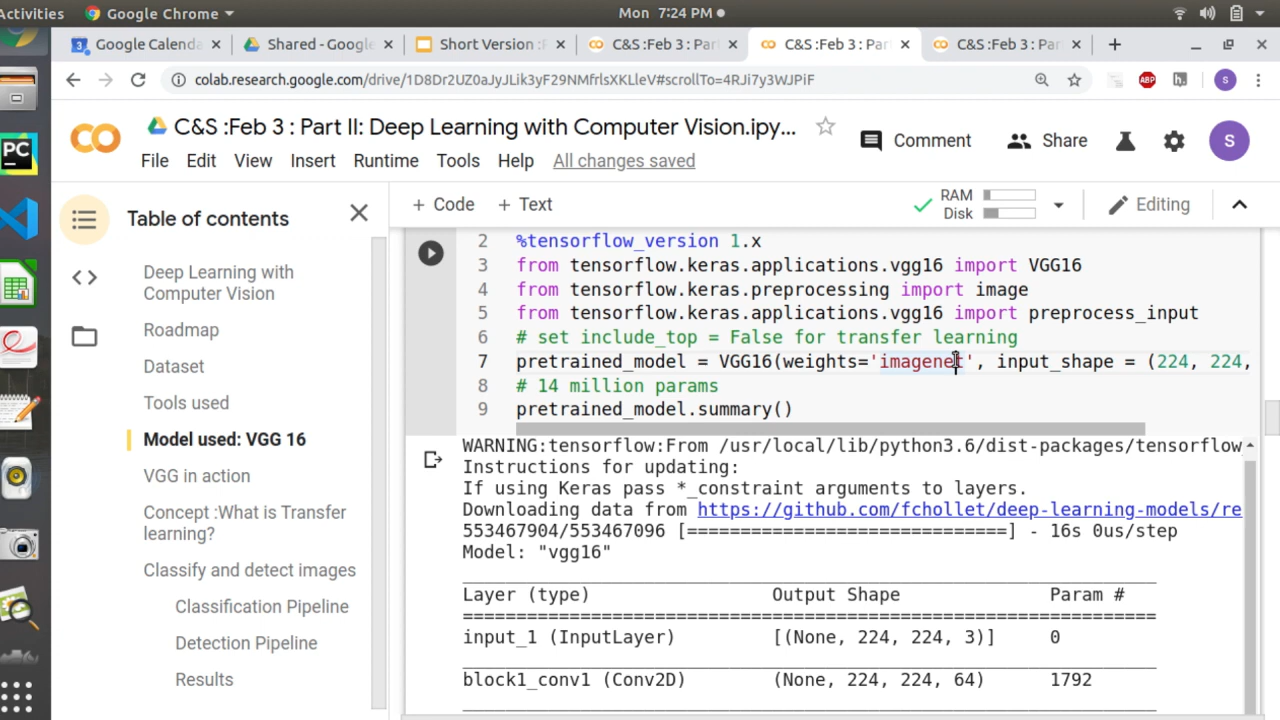 Activities
Google Chrome
Mon 7:24 PM
Google Calenda
Shared - Google
Short Version :
C&S :Feb 3 : Par
C&S :Feb 3 : Par
C&S :Feb 3 : Par
colab.research.google.com/drive/1D8Dr2UZ0aJyJLik3yF29NMfrlsXKLleV#scrollTo=4RJi7y3WJPiF
ABP
S
C&S :Feb 3 : Part II: Deep Learning with Computer Vision.ipy...
Comment
Share
S
File Edit View Insert Runtime Tools Help All changes saved
Table of contents
+ Code + Text
RAM
Disk
Editing
Deep Learning with
Computer Vision
Roadmap
Dataset
Tools used
Model used: VGG 16
VGG in action
Concept :What is Transfer
learning?
Classify and detect images
Classification Pipeline
Detection Pipeline
Results
2 %tensorflow_version 1.x
3 from tensorflow.keras.applications.vgg16 import VGG16
4 from tensorflow.keras.preprocessing import image
5 from tensorflow.keras.applications.vgg16 import preprocess_input
6 # set include_top = False for transfer learning
7 pretrained_model = VGG16(weights='imagenet', input_shape = (224, 224,
8 # 14 million params
9 pretrained_model.summary()
WARNING:tensorflow:From /usr/local/lib/python3.6/dist-packages/tensorflow_
Instructions for updating:
If using Keras pass *_constraint arguments to layers.
Downloading data from https://github.com/fchollet/deep-learning-models/re
553467904/553467096 [==============================] - 16s 0us/step
Model: "vgg16"
Layer (type) Output Shape Param #
input_1 (InputLayer) [(None, 224, 224, 3)] 0
block1_conv1 (Conv2D) (None, 224, 224, 64) 1792
PC